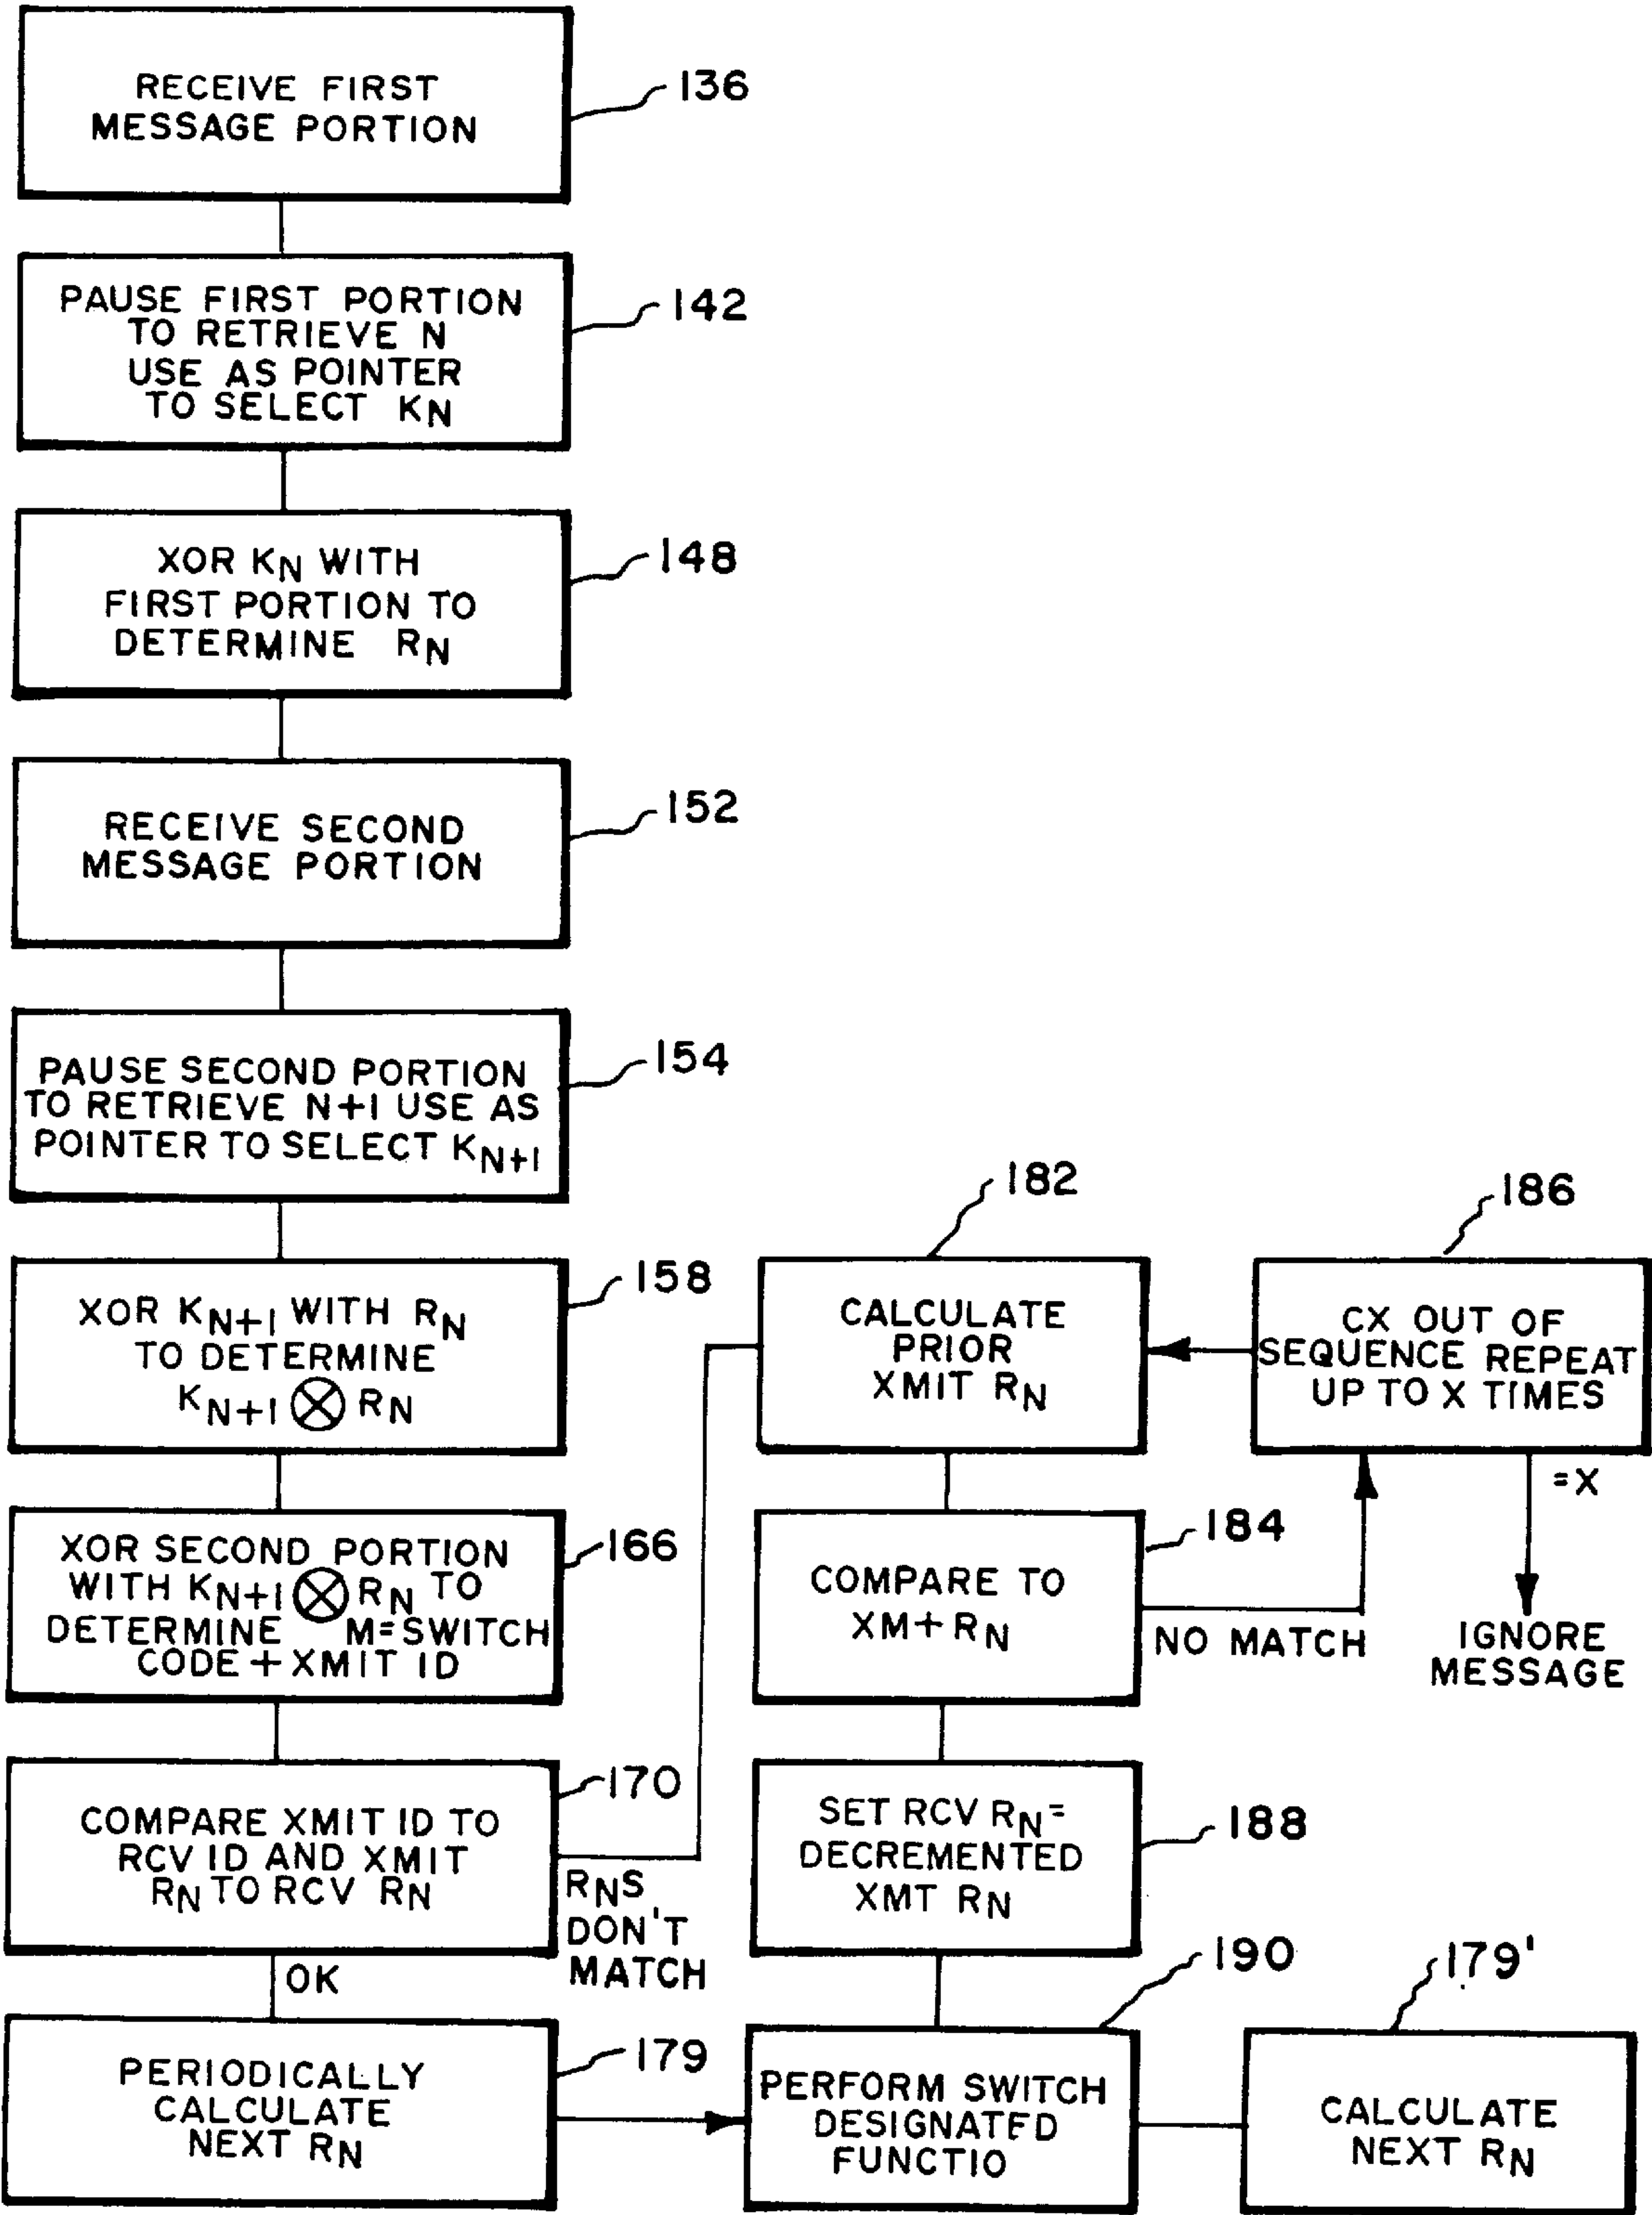 RECEIVE FIRST
MESSAGE PORTION
136
PAUSE FIRST PORTION
TO RETRIEVE N
USE AS POINTER
TO SELECT KN
142
XOR KN WITH
FIRST PORTION TO
DETERMINE RN
148
RECEIVE SECOND
MESSAGE PORTION
152
PAUSE SECOND PORTION
TO RETRIEVE N+1 USE AS
POINTER TO SELECT KN+1
154
XOR KN+1 WITH RN
TO DETERMINE
KN+1 ⊗ RN
158
XOR SECOND PORTION
WITH KN+1 ⊗ RN TO
DETERMINE M=SWITCH
CODE + XMIT ID
166
COMPARE XMIT ID TO
RCV ID AND XMIT
RN TO RCV RN
170
RNS
DON'T
MATCH
OK
PERIODICALLY
CALCULATE
NEXT RN
179
CALCULATE
PRIOR
XMIT RN
182
CX OUT OF
SEQUENCE REPEAT
UP TO X TIMES
186
=X
IGNORE
MESSAGE
COMPARE TO
XM+RN
184
NO MATCH
SET RCV RN=
DECREMENTED
XMT RN
188
PERFORM SWITCH
DESIGNATED
FUNCTIO
190
CALCULATE
NEXT RN
179'